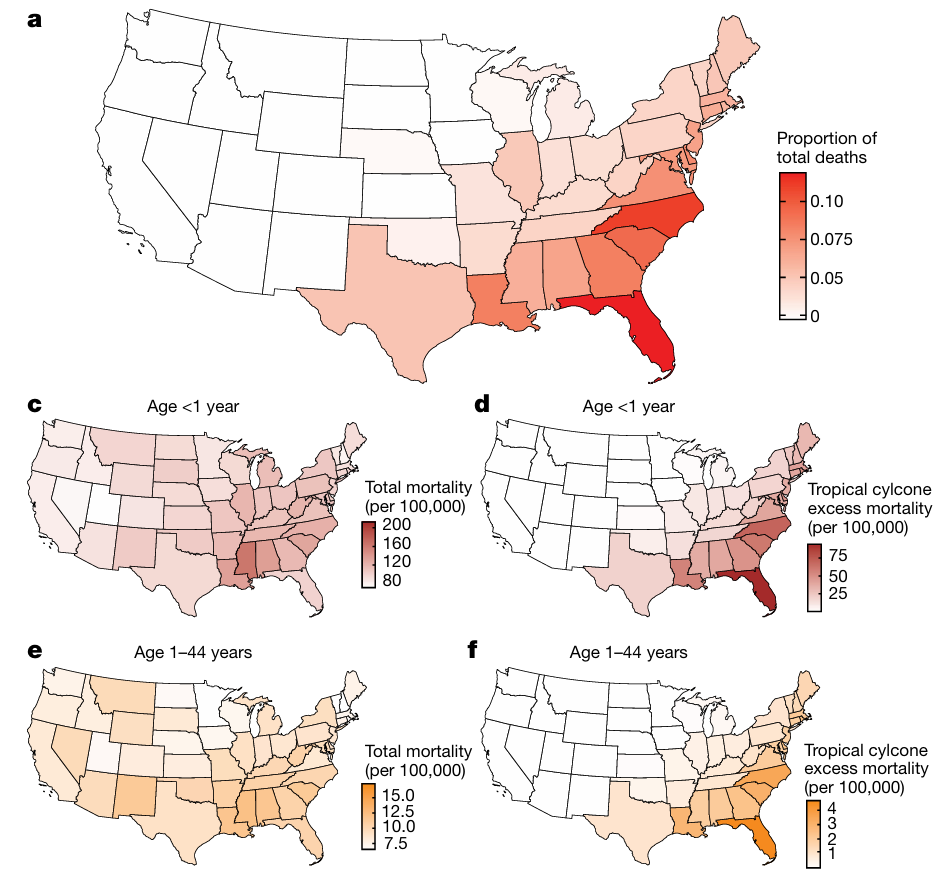 a
Proportion of
total deaths
0.10
0.075
0.05
0
c
Age <1 year
Total mortality
(per 100,000)
200
160
120
80
d
Age <1 year
Tropical cylcone
excess mortality
(per 100,000)
75
50
25
e
Age 1–44 years
Total mortality
(per 100,000)
15.0
12.5
10.0
7.5
f
Age 1–44 years
Tropical cylcone
excess mortality
(per 100,000)
4
3
2
1